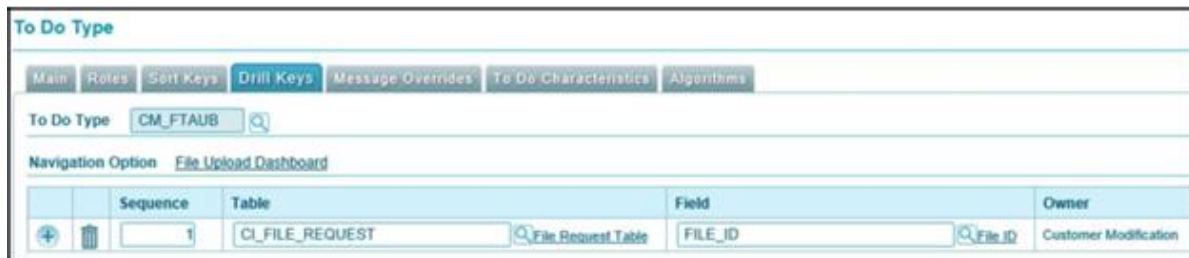 To Do Type
Main Roles Sort Keys Drill Keys Message Overrides To Do Characteristics Algorithms
To Do Type CM_FTAUB
Navigation Option File Upload Dashboard
Sequence Table Field Owner
1 CI_FILE_REQUEST File Request Table FILE_ID File ID Customer Modification